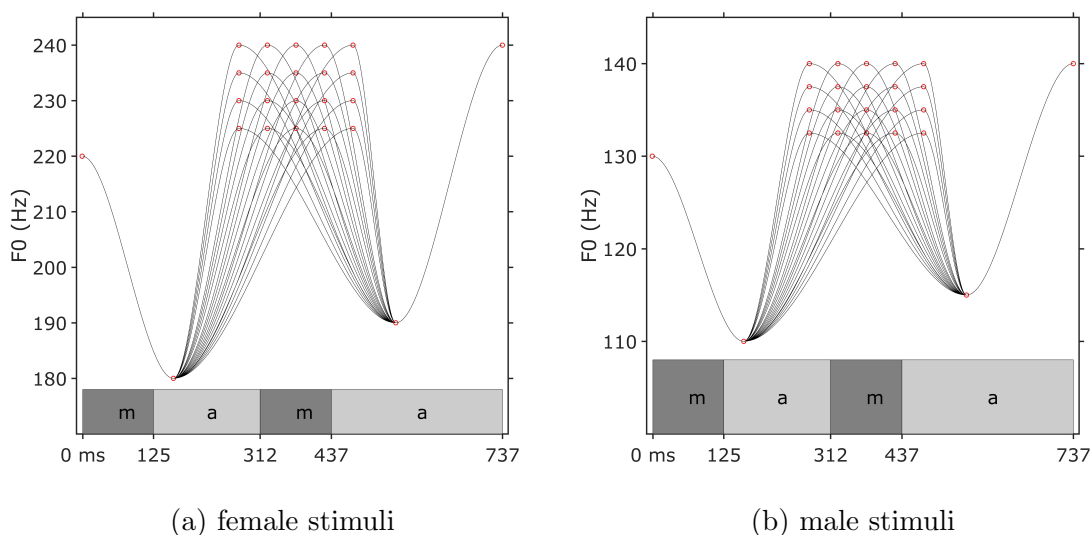 240
230
220
210
200
190
180
F0 (Hz)
m
a
m
a
0 ms
125
312
437
737
(a) female stimuli
140
130
120
110
F0 (Hz)
m
a
m
a
0 ms
125
312
437
737
(b) male stimuli